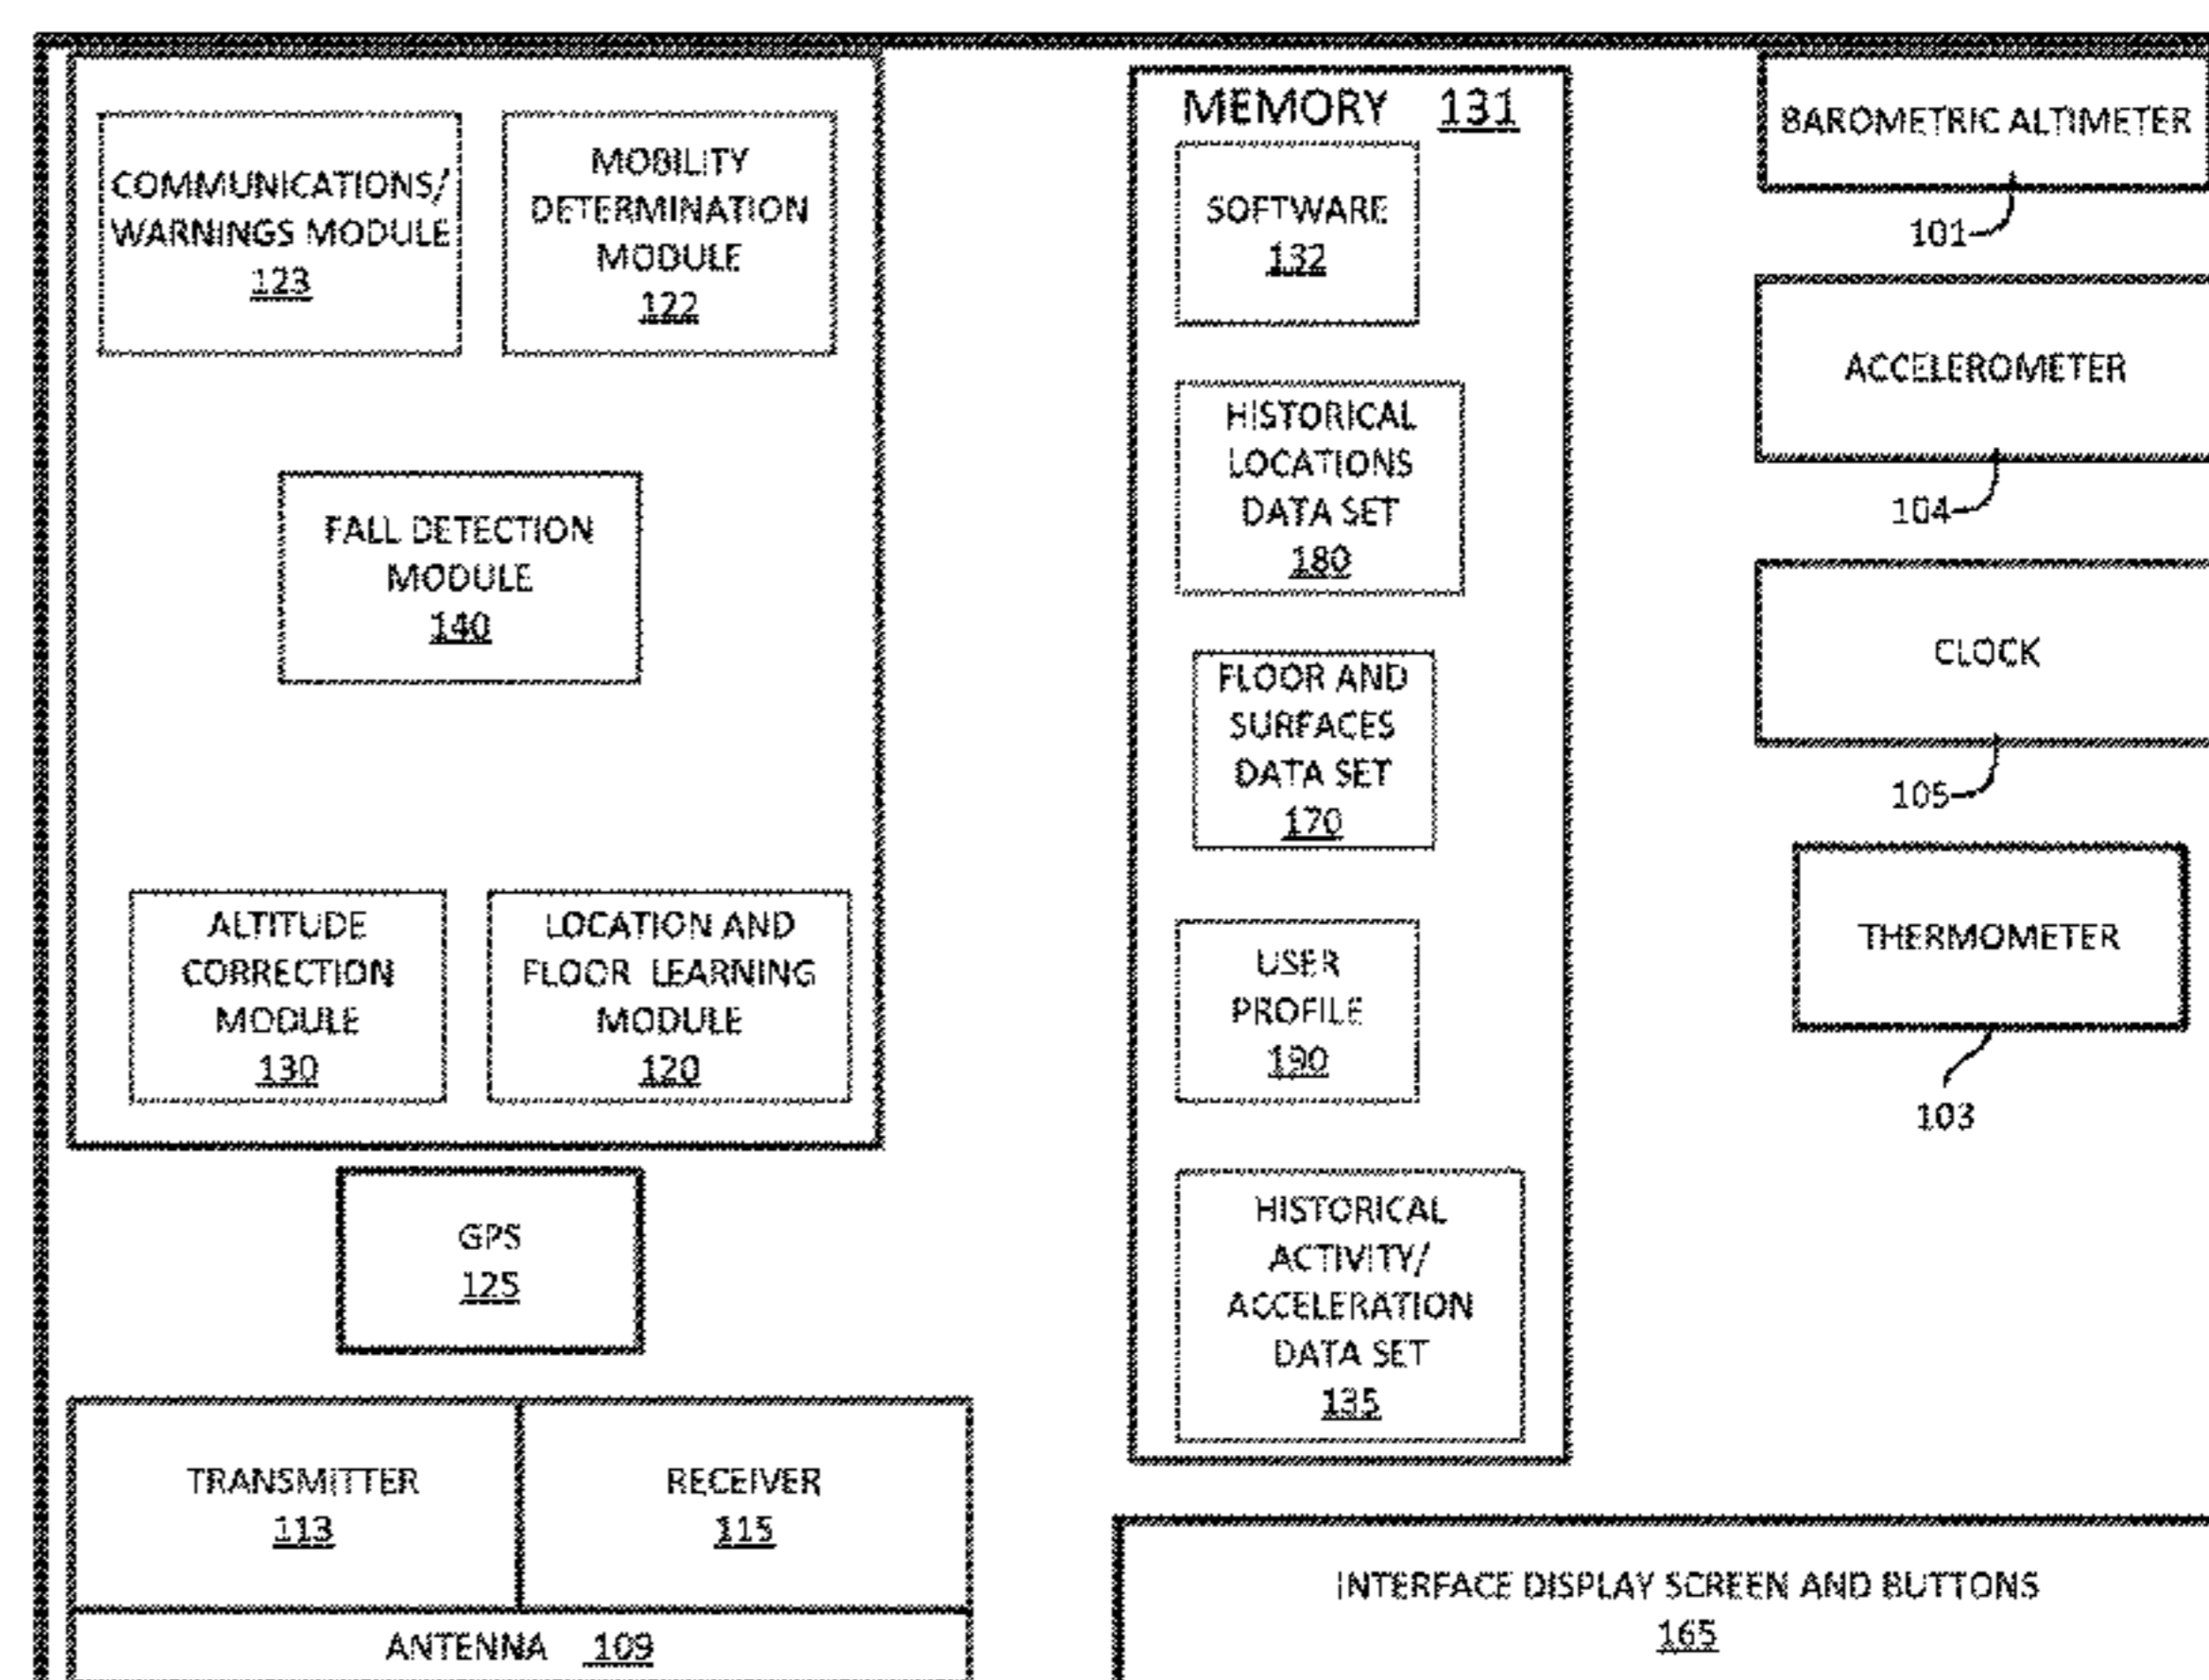 COMMUNICATIONS/
WARNINGS MODULE
123
MOBILITY
DETERMINATION
MODULE
122
FALL DETECTION
MODULE
140
ALTITUDE
CORRECTION
MODULE
130
LOCATION AND
FLOOR LEARNING
MODULE
120
GPS
125
TRANSMITTER
113
RECEIVER
115
ANTENNA 109
MEMORY 131
SOFTWARE
132
HISTORICAL
LOCATIONS
DATA SET
180
FLOOR AND
SURFACES
DATA SET
170
USER
PROFILE
190
HISTORICAL
ACTIVITY/
ACCELERATION
DATA SET
135
BAROMETRIC ALTIMETER
101
ACCELEROMETER
104
CLOCK
105
THERMOMETER
103
INTERFACE DISPLAY SCREEN AND BUTTONS
165